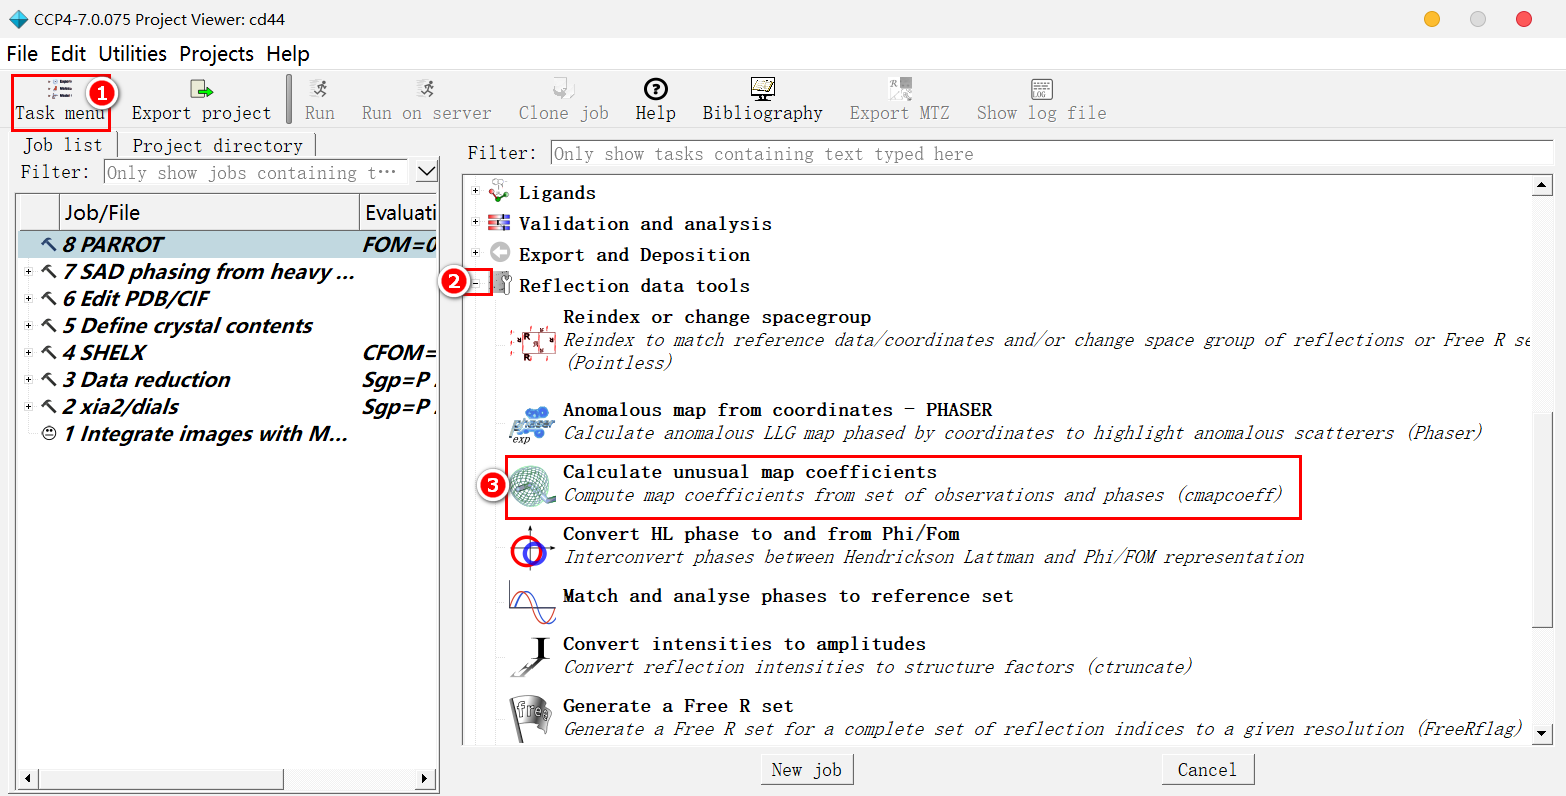 CCP4-7.0.075 Project Viewer: cd44
File Edit Utilities Projects Help
Task menu 1 Export project Run Run on server Clone job Help Bibliography Export MTZ Show log file
Job list Project directory
Filter: Only show jobs containing t···
Filter: Only show tasks containing text typed here
Job/File Evaluati
8 PARROT FOM=0
7 SAD phasing from heavy ...
6 Edit PDB/CIF
5 Define crystal contents
4 SHELX CFOM=
3 Data reduction Sgp=P
2 xia2/dials Sgp=P
1 Integrate images with M...
Ligands
Validation and analysis
Export and Deposition
2 Reflection data tools
Reindex or change spacegroup
Reindex to match reference data/coordinates and/or change space group of reflections or Free R se
(Pointless)
Anomalous map from coordinates - PHASER
Calculate anomalous LLG map phased by coordinates to highlight anomalous scatterers (Phaser)
phaser
exp
3 Calculate unusual map coefficients
Compute map coefficients from set of observations and phases (cmapcoeff)
Convert HL phase to and from Phi/Fom
Interconvert phases between Hendrickson Lattman and Phi/FOM representation
Match and analyse phases to reference set
Convert intensities to amplitudes
Convert reflection intensities to structure factors (ctruncate)
Generate a Free R set
Generate a Free R set for a complete set of reflection indices to a given resolution (FreeRflag)
free
New job Cancel